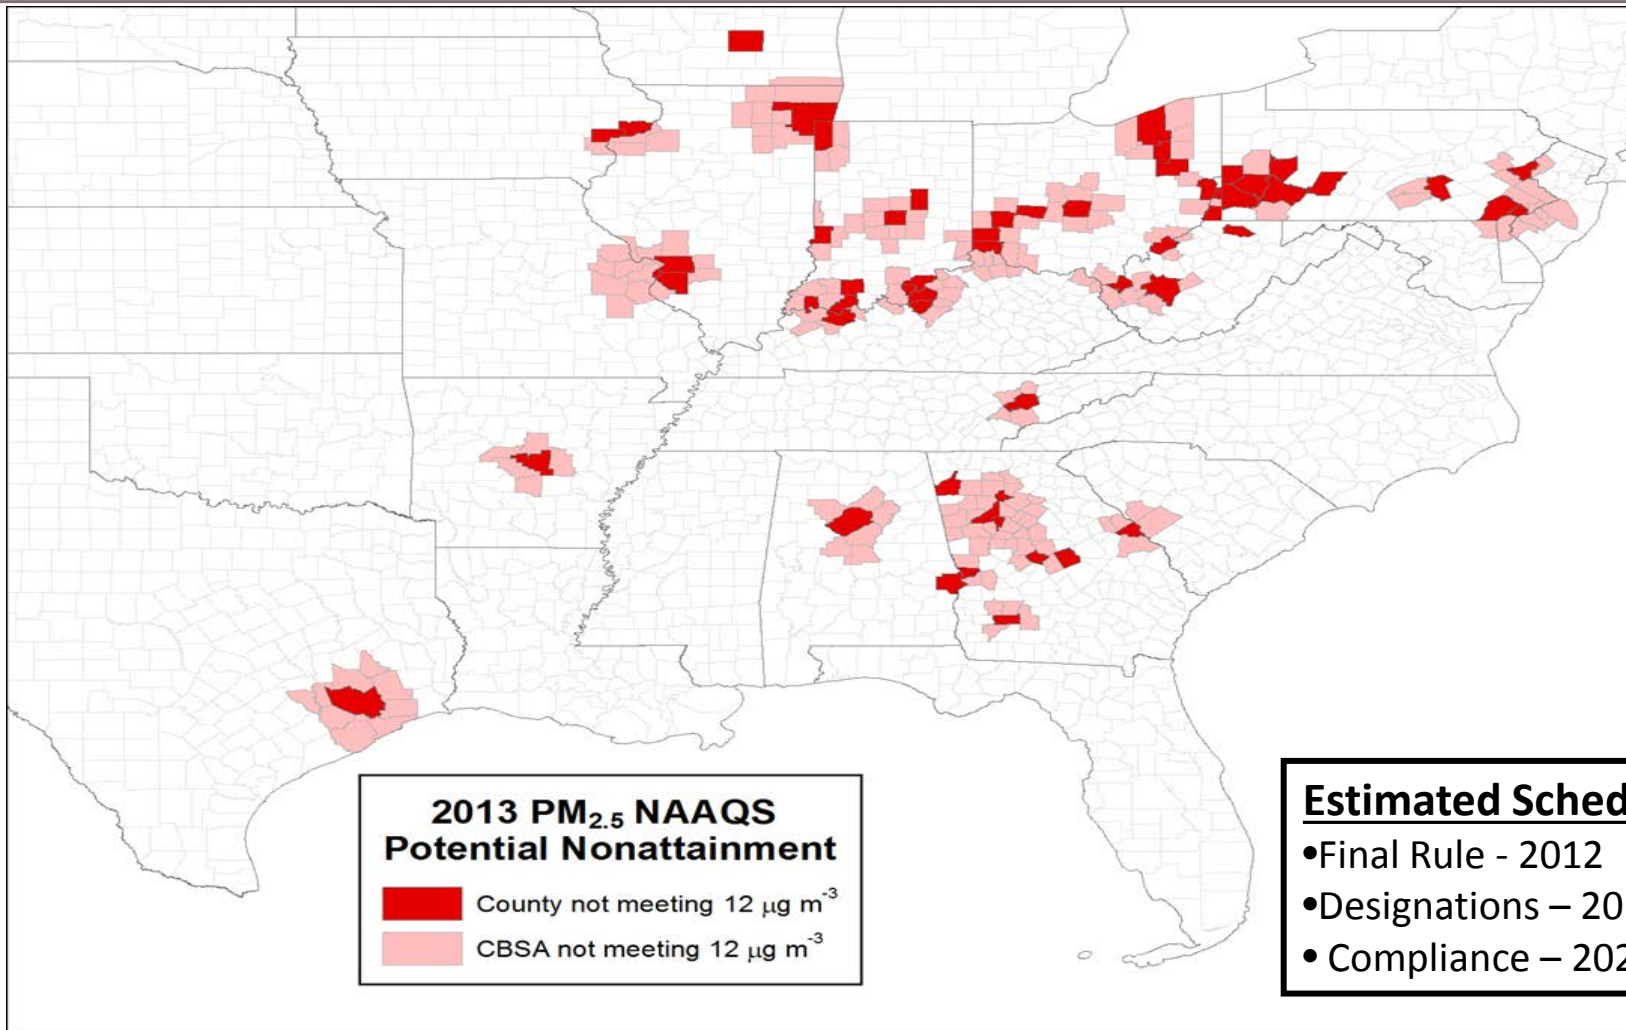 2013 PM₂.₅ NAAQS
Potential Nonattainment
County not meeting 12 µg m⁻³
CBSA not meeting 12 µg m⁻³
Estimated Sched
•Final Rule - 2012
•Designations – 20
• Compliance – 202